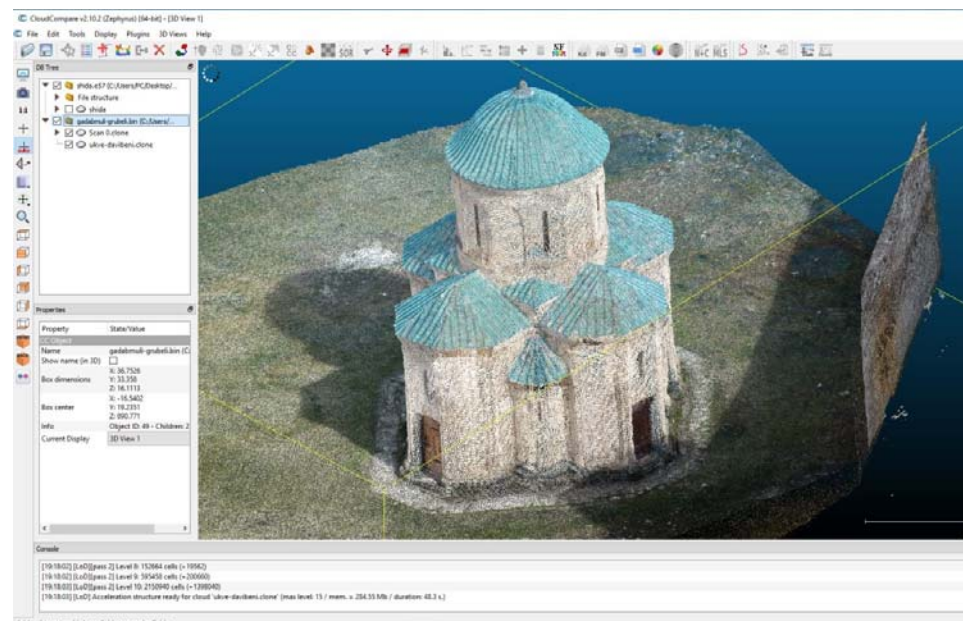 CloudCompare v2.10.2 (Zephyrus) [64-bit] - [3D View 1]
File Edit Tools Display Plugins 3D Views Help
SOR
SF
1:1
DB Tree
shida.e57 (C:/Users/PC/Desktop/...
File structure
shida
gadabmuli-grubeli.bin (C:/Users/...
Scan 0.clone
ukve-davibeni.clone
Properties
Property State/Value
CC Object
Name gadabmuli-grubeli.bin (C:
Show name (in 3D)
X: 36.7526
Box dimensions Y: 33.358
Z: 16.1113
X: -16.5402
Box center Y: 19.2351
Z: 890.771
Info Object ID: 49 - Children: 2
Current Display 3D View 1
Console
[19:18:02] [LoD][pass 2] Level 8: 152664 cells (+19562)
[19:18:02] [LoD][pass 2] Level 9: 595458 cells (+200660)
[19:18:03] [LoD][pass 2] Level 10: 2150940 cells (+1398040)
[19:18:03] [LoD] Acceleration structure ready for cloud 'ukve-davibeni.clone' (max level: 15 / mem. = 284.55 Mb / duration: 48.3 s.)